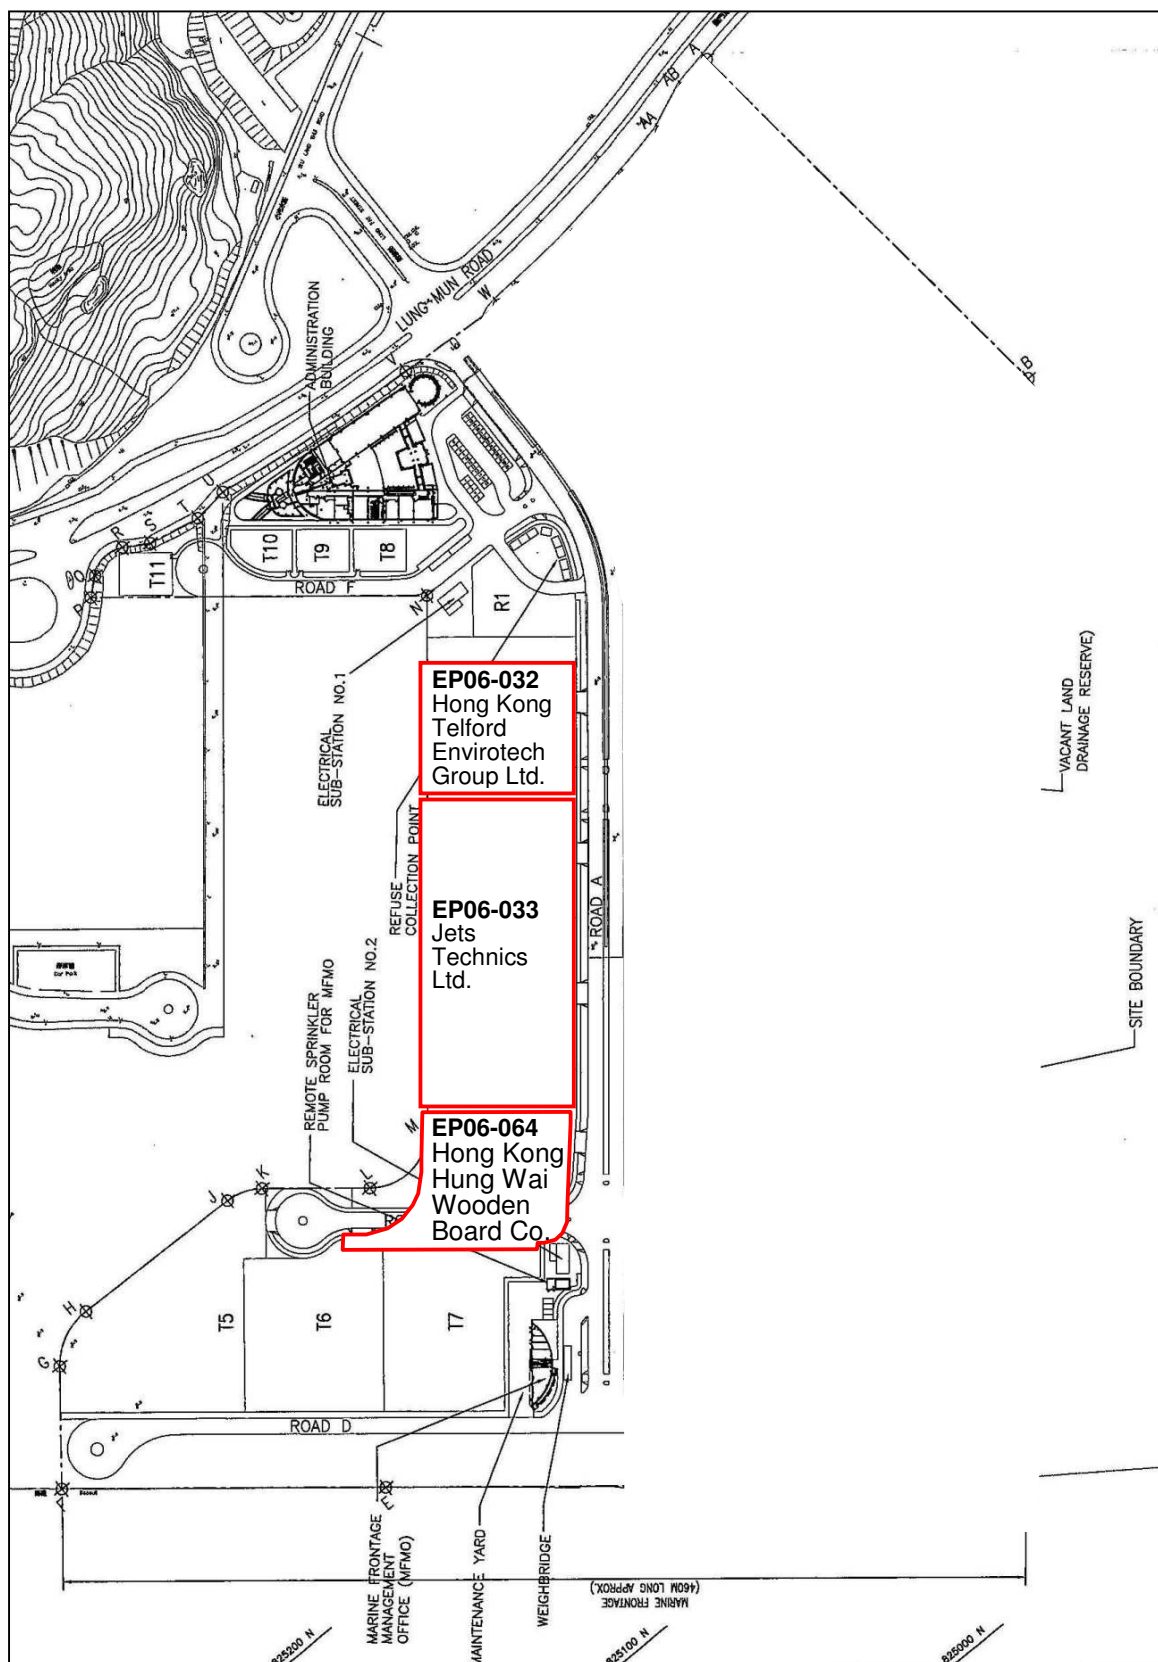 A
AB
AA
W
LUNG MUN ROAD
ADMINISTRATION
BUILDING
V
B
U
T
S
R
Q
P
T11
T10
T9
T8
ROAD F
N
R1
ELECTRICAL
SUB-STATION NO.1
EP06-032
Hong Kong
Telford
Envirotech
Group Ltd.
VACANT LAND
DRAINAGE RESERVE)
REFUSE
COLLECTION POINT
EP06-033
Jets
Technics
Ltd.
ROAD A
SITE BOUNDARY
Car Park
REMOTE SPRINKLER
PUMP ROOM FOR MFMO
ELECTRICAL
SUB-STATION NO.2
M
EP06-064
Hong Kong
Hung Wai
Wooden
Board Co.
L
K
J
H
G
T5
T6
T7
ROAD D
F
E
MARINE FRONTAGE
MANAGEMENT
OFFICE (MFMO)
MAINTENANCE YARD
WEIGHBRIDGE
MARINE FRONTAGE
(460M LONG APPROX.)
825200 N
825100 N
825000 N